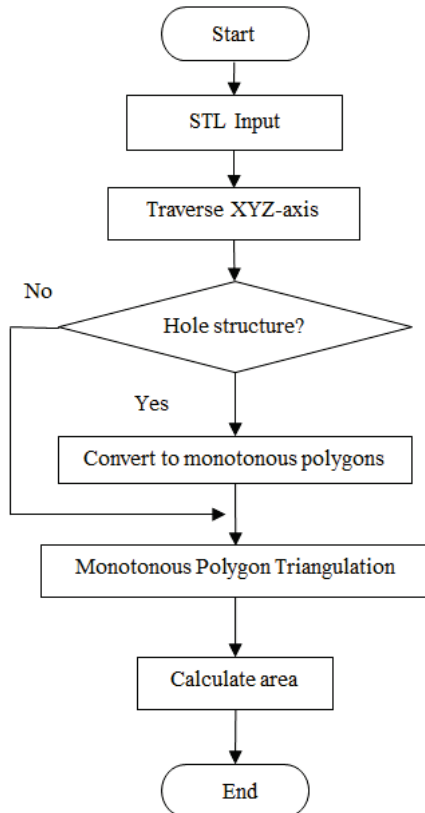 Start
STL Input
Traverse XYZ-axis
No
Hole structure?
Yes
Convert to monotonous polygons
Monotonous Polygon Triangulation
Calculate area
End